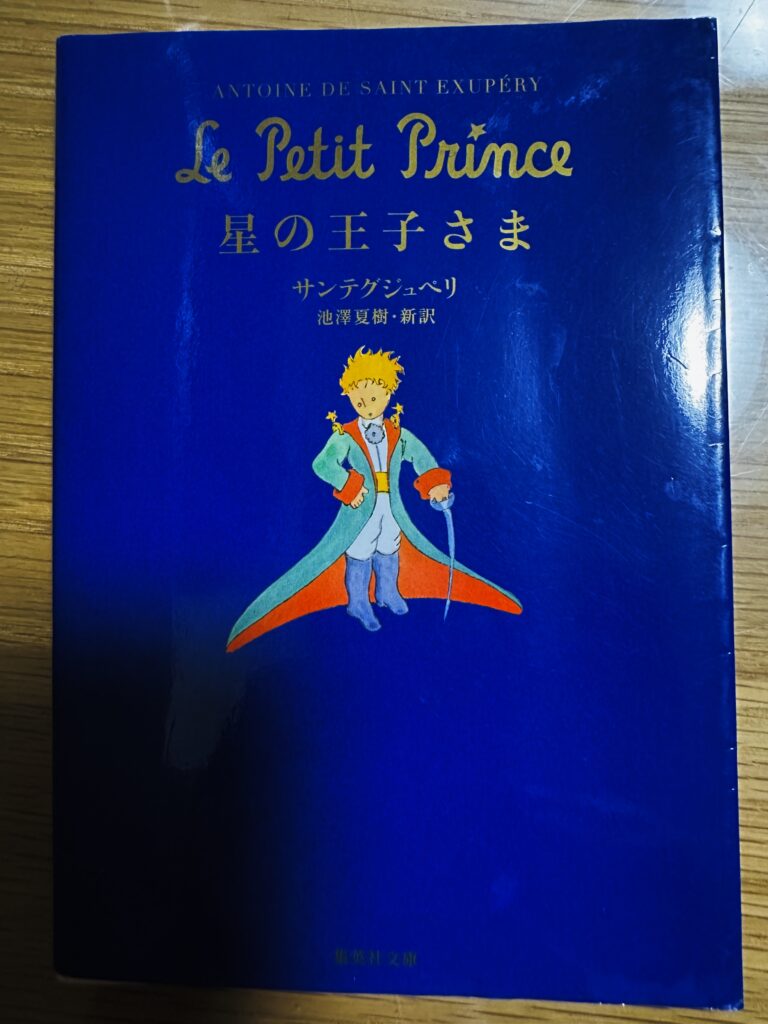 ANTOINE DE SAINT EXUPÉRY
Le Petit Prince
星の王子さま
サンテグジュペリ
池澤夏樹・新訳
集英社文庫